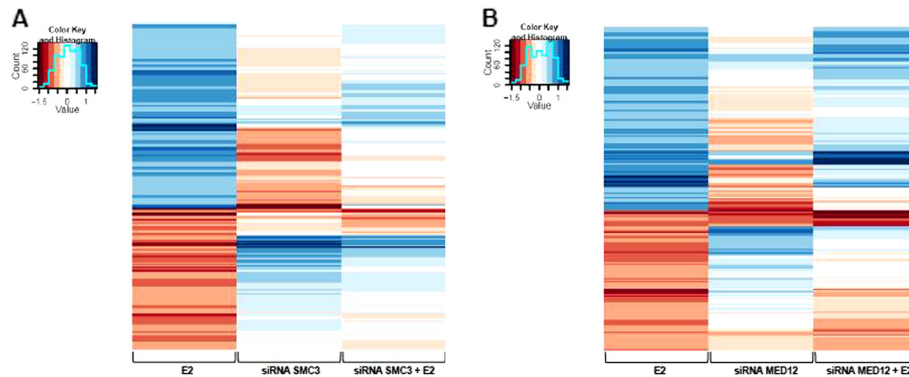 A
Color Key
and Histogram
Count
0 60 120
-1.5 0 1
Value
E2
siRNA SMC3
siRNA SMC3 + E2
B
Color Key
and Histogram
Count
0 60 120
-1.5 0 1
Value
E2
siRNA MED12
siRNA MED12 + E2